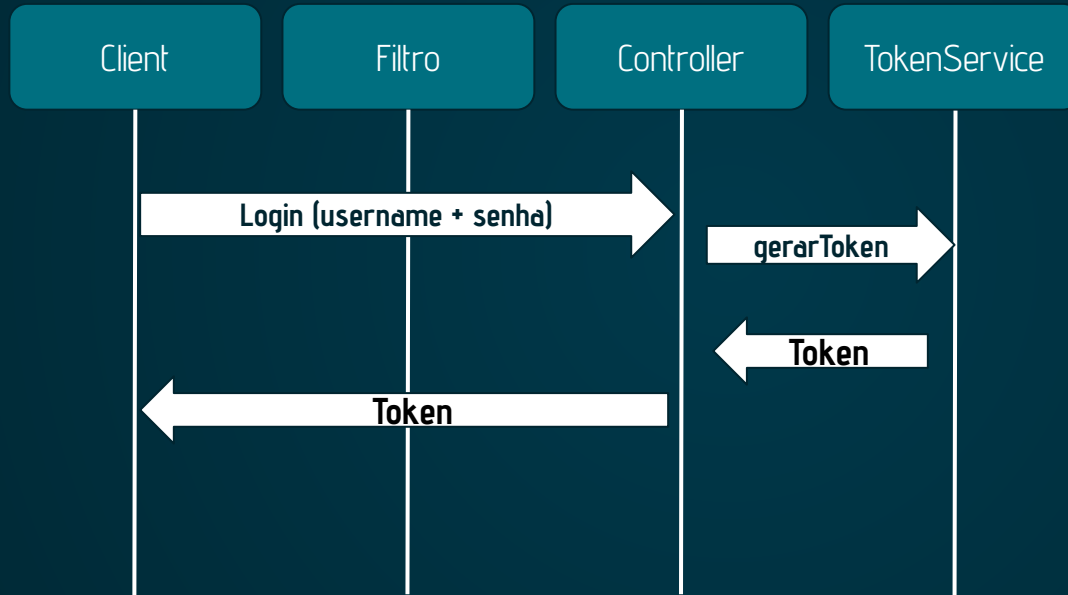 Client
Filtro
Controller
TokenService
Login (username + senha)
gerarToken
Token
Token